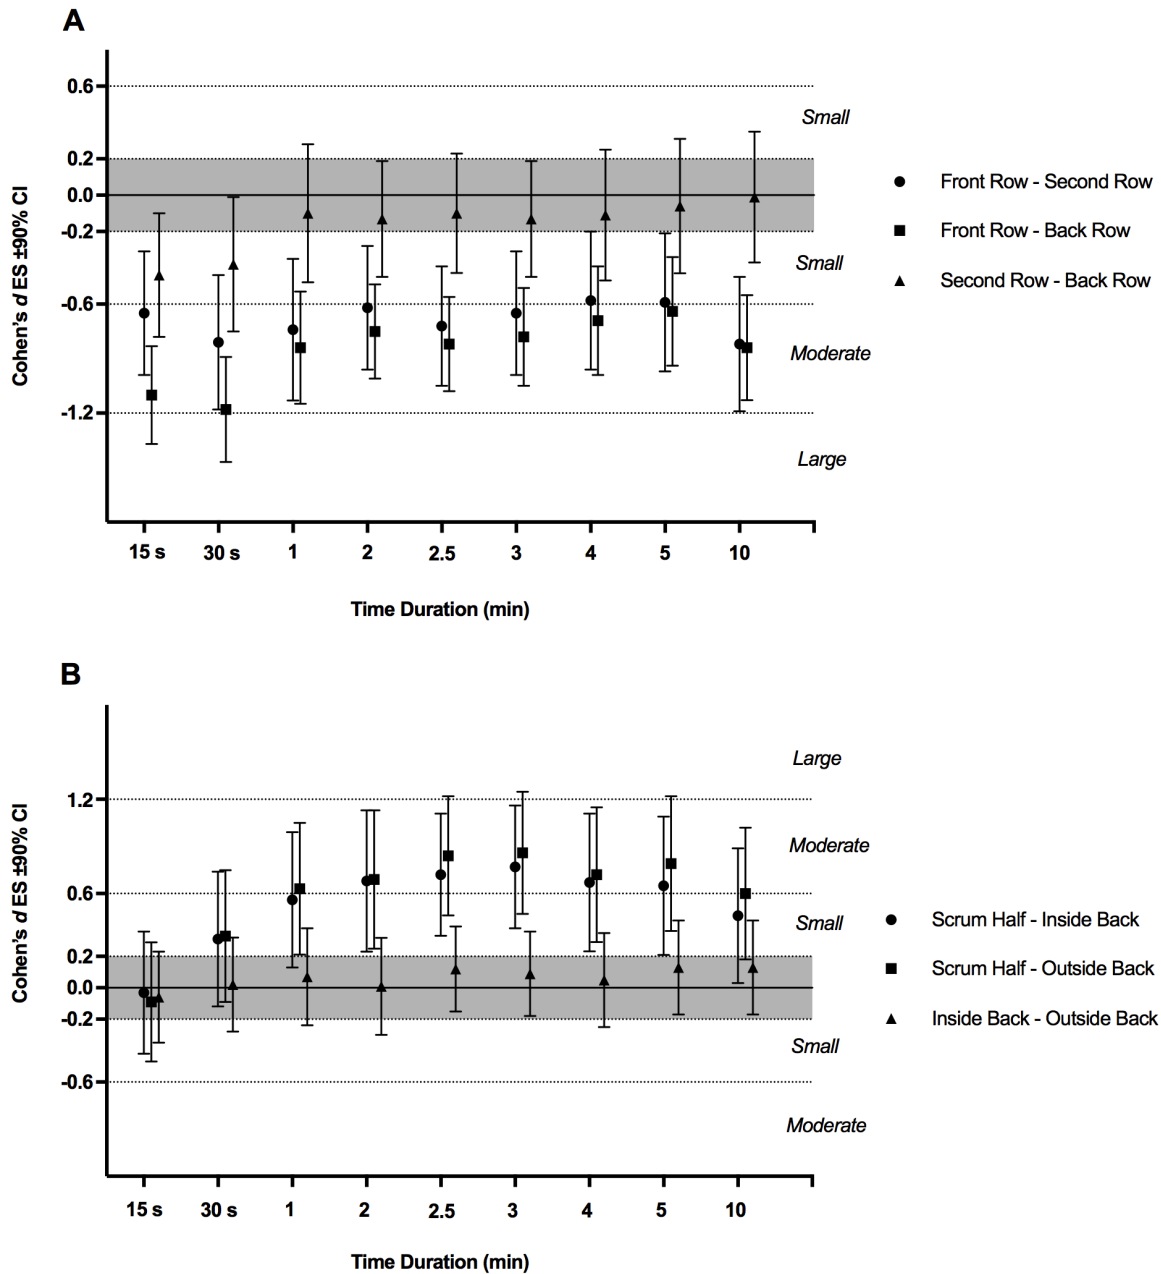 A
0.6
0.2
0.0
-0.2
-0.6
-1.2
Cohen's d ES ±90% CI
Small
Small
Moderate
Large
Front Row - Second Row
Front Row - Back Row
Second Row - Back Row
15 s 30 s 1 2 2.5 3 4 5 10
Time Duration (min)
B
1.2
0.6
0.2
0.0
-0.2
-0.6
Cohen's d ES ±90% CI
Large
Moderate
Small
Small
Moderate
Scrum Half - Inside Back
Scrum Half - Outside Back
Inside Back - Outside Back
15 s 30 s 1 2 2.5 3 4 5 10
Time Duration (min)